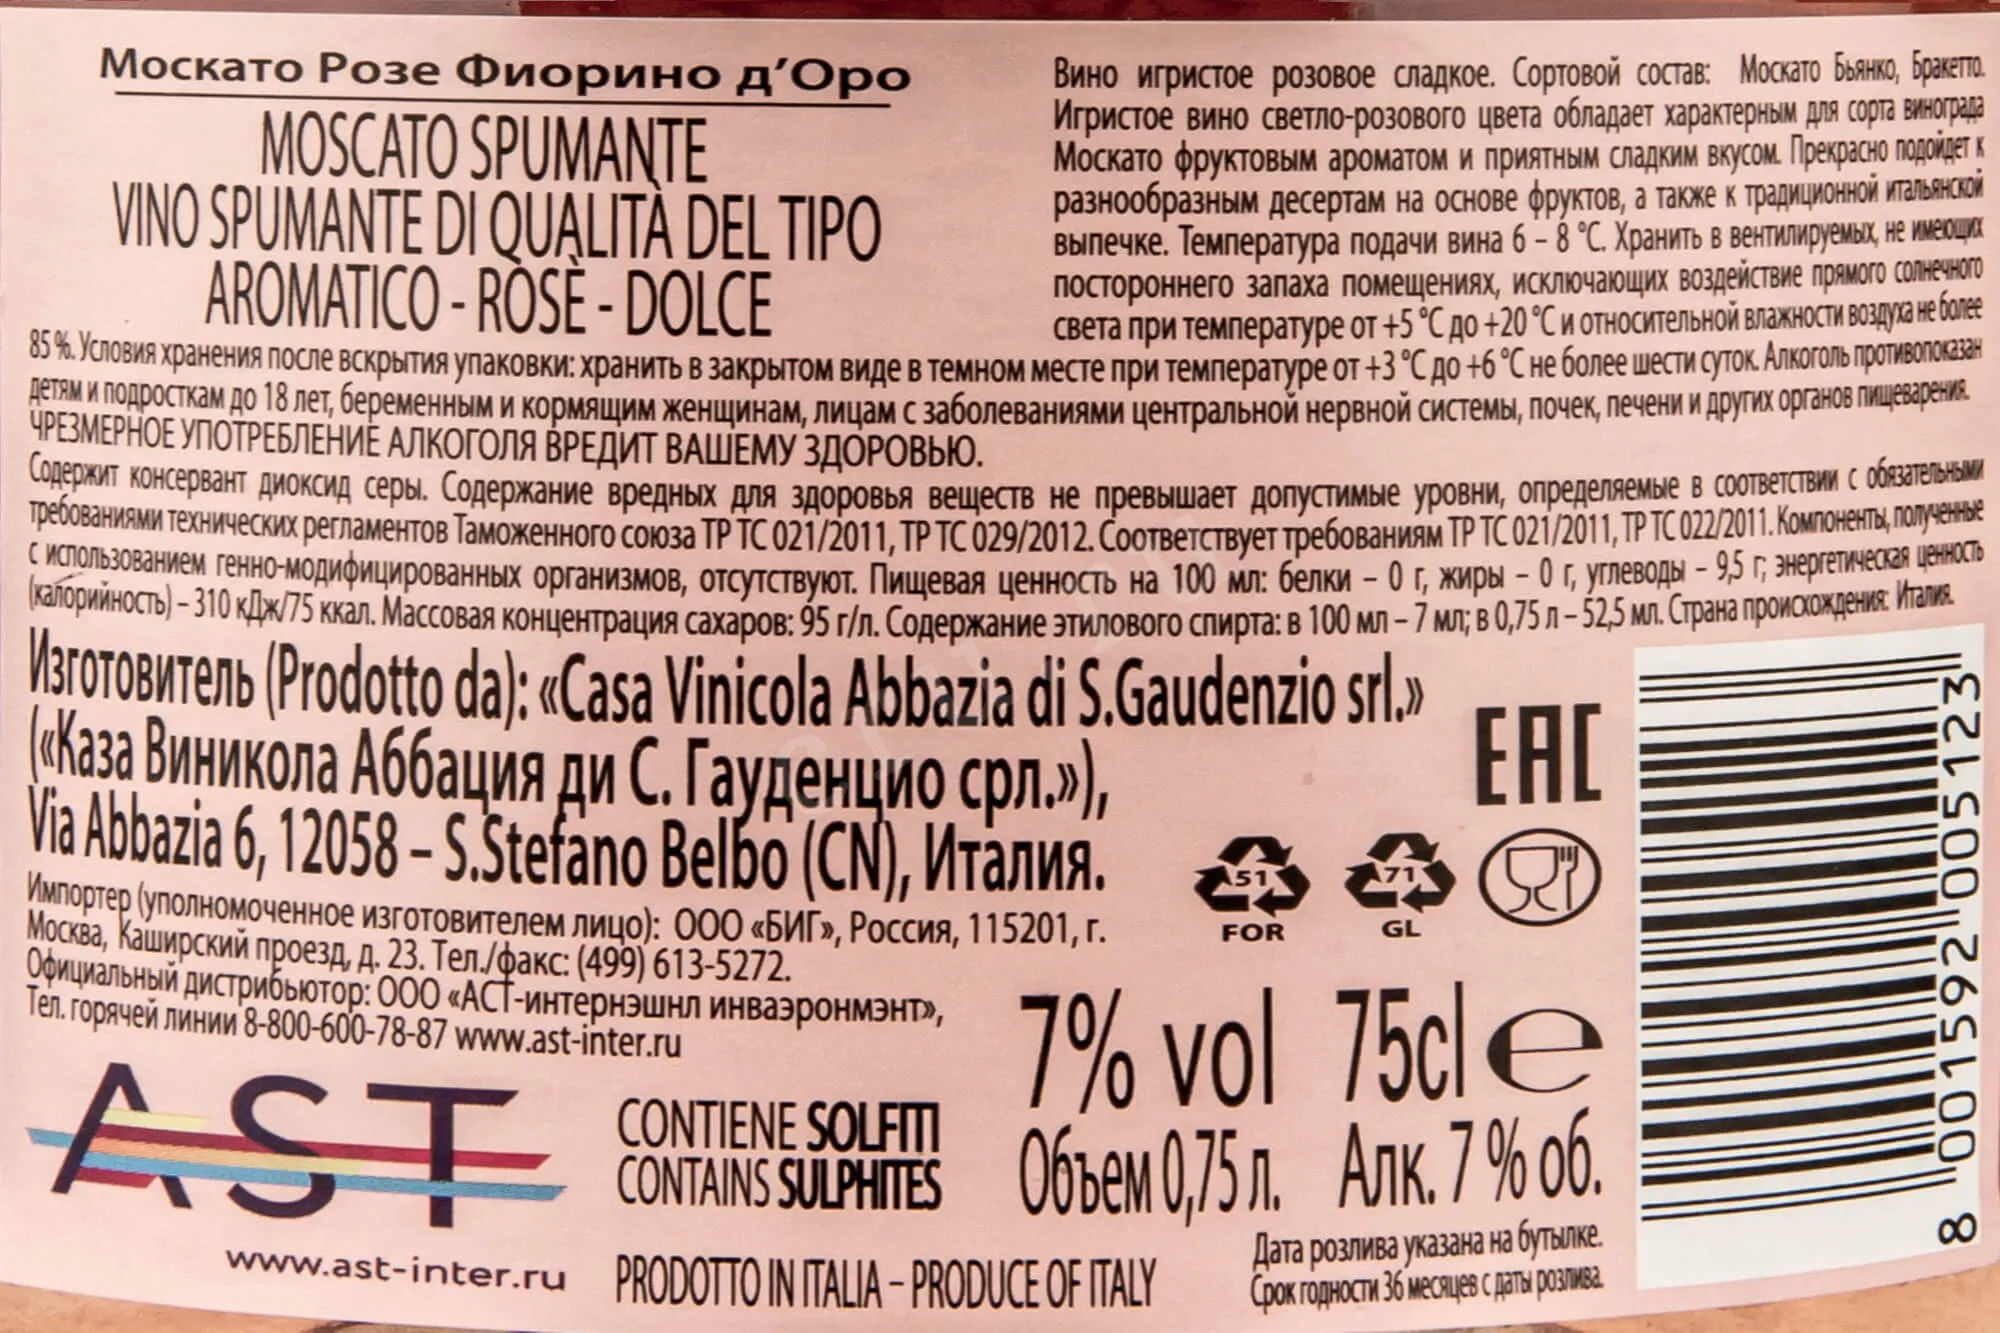 Москато Розе Фиорино д’Оро
MOSCATO SPUMANTE
VINO SPUMANTE DI QUALITÀ DEL TIPO
AROMATICO - ROSÈ - DOLCE
Вино игристое розовое сладкое. Сортовой состав: Москато Бьянко, Бракетто.
Игристое вино светло-розового цвета обладает характерным для сорта винограда
Москато фруктовым ароматом и приятным сладким вкусом. Прекрасно подойдет к
разнообразным десертам на основе фруктов, а также к традиционной итальянской
выпечке. Температура подачи вина 6 – 8 °С. Хранить в вентилируемых, не имеющих
постороннего запаха помещениях, исключающих воздействие прямого солнечного
света при температуре от +5 °С до +20 °С и относительной влажности воздуха не более
85 %. Условия хранения после вскрытия упаковки: хранить в закрытом виде в темном месте при температуре от +3 °С до +6 °С не более шести суток. Алкоголь противопоказан
детям и подросткам до 18 лет, беременным и кормящим женщинам, лицам с заболеваниями центральной нервной системы, почек, печени и других органов пищеварения.
ЧРЕЗМЕРНОЕ УПОТРЕБЛЕНИЕ АЛКОГОЛЯ ВРЕДИТ ВАШЕМУ ЗДОРОВЬЮ.
Содержит консервант диоксид серы. Содержание вредных для здоровья веществ не превышает допустимые уровни, определяемые в соответствии с обязательными
требованиями технических регламентов Таможенного союза ТР ТС 021/2011, ТР ТС 029/2012. Соответствует требованиям ТР ТС 021/2011, ТР ТС 022/2011. Компоненты, полученные
с использованием генно-модифицированных организмов, отсутствуют. Пищевая ценность на 100 мл: белки – 0 г, жиры – 0 г, углеводы – 9,5 г; энергетическая ценность
(калорийность) – 310 кДж/75 ккал. Массовая концентрация сахаров: 95 г/л. Содержание этилового спирта: в 100 мл – 7 мл; в 0,75 л – 52,5 мл. Страна происхождения: Италия.
Изготовитель (Prodotto da): «Casa Vinicola Abbazia di S.Gaudenzio srl.»
(«Каза Виникола Аббация ди С. Гауденцио срл.»),
Via Abbazia 6, 12058 – S.Stefano Belbo (CN), Италия.
Импортер (уполномоченное изготовителем лицо): ООО «БИГ», Россия, 115201, г.
Москва, Каширский проезд, д. 23. Тел./факс: (499) 613-5272.
Официальный дистрибьютор: ООО «АСТ-интернэшнл инваэронмэнт»,
Тел. горячей линии 8-800-600-78-87 www.ast-inter.ru
EAC
51
FOR
71
GL
AST
www.ast-inter.ru
CONTIENE SOLFITI
CONTAINS SULPHITES
PRODOTTO IN ITALIA – PRODUCE OF ITALY
7% vol 75cl e
Объем 0,75 л. Алк. 7 % об.
Дата розлива указана на бутылке.
Срок годности 36 месяцев с даты розлива.
8 001592 005123